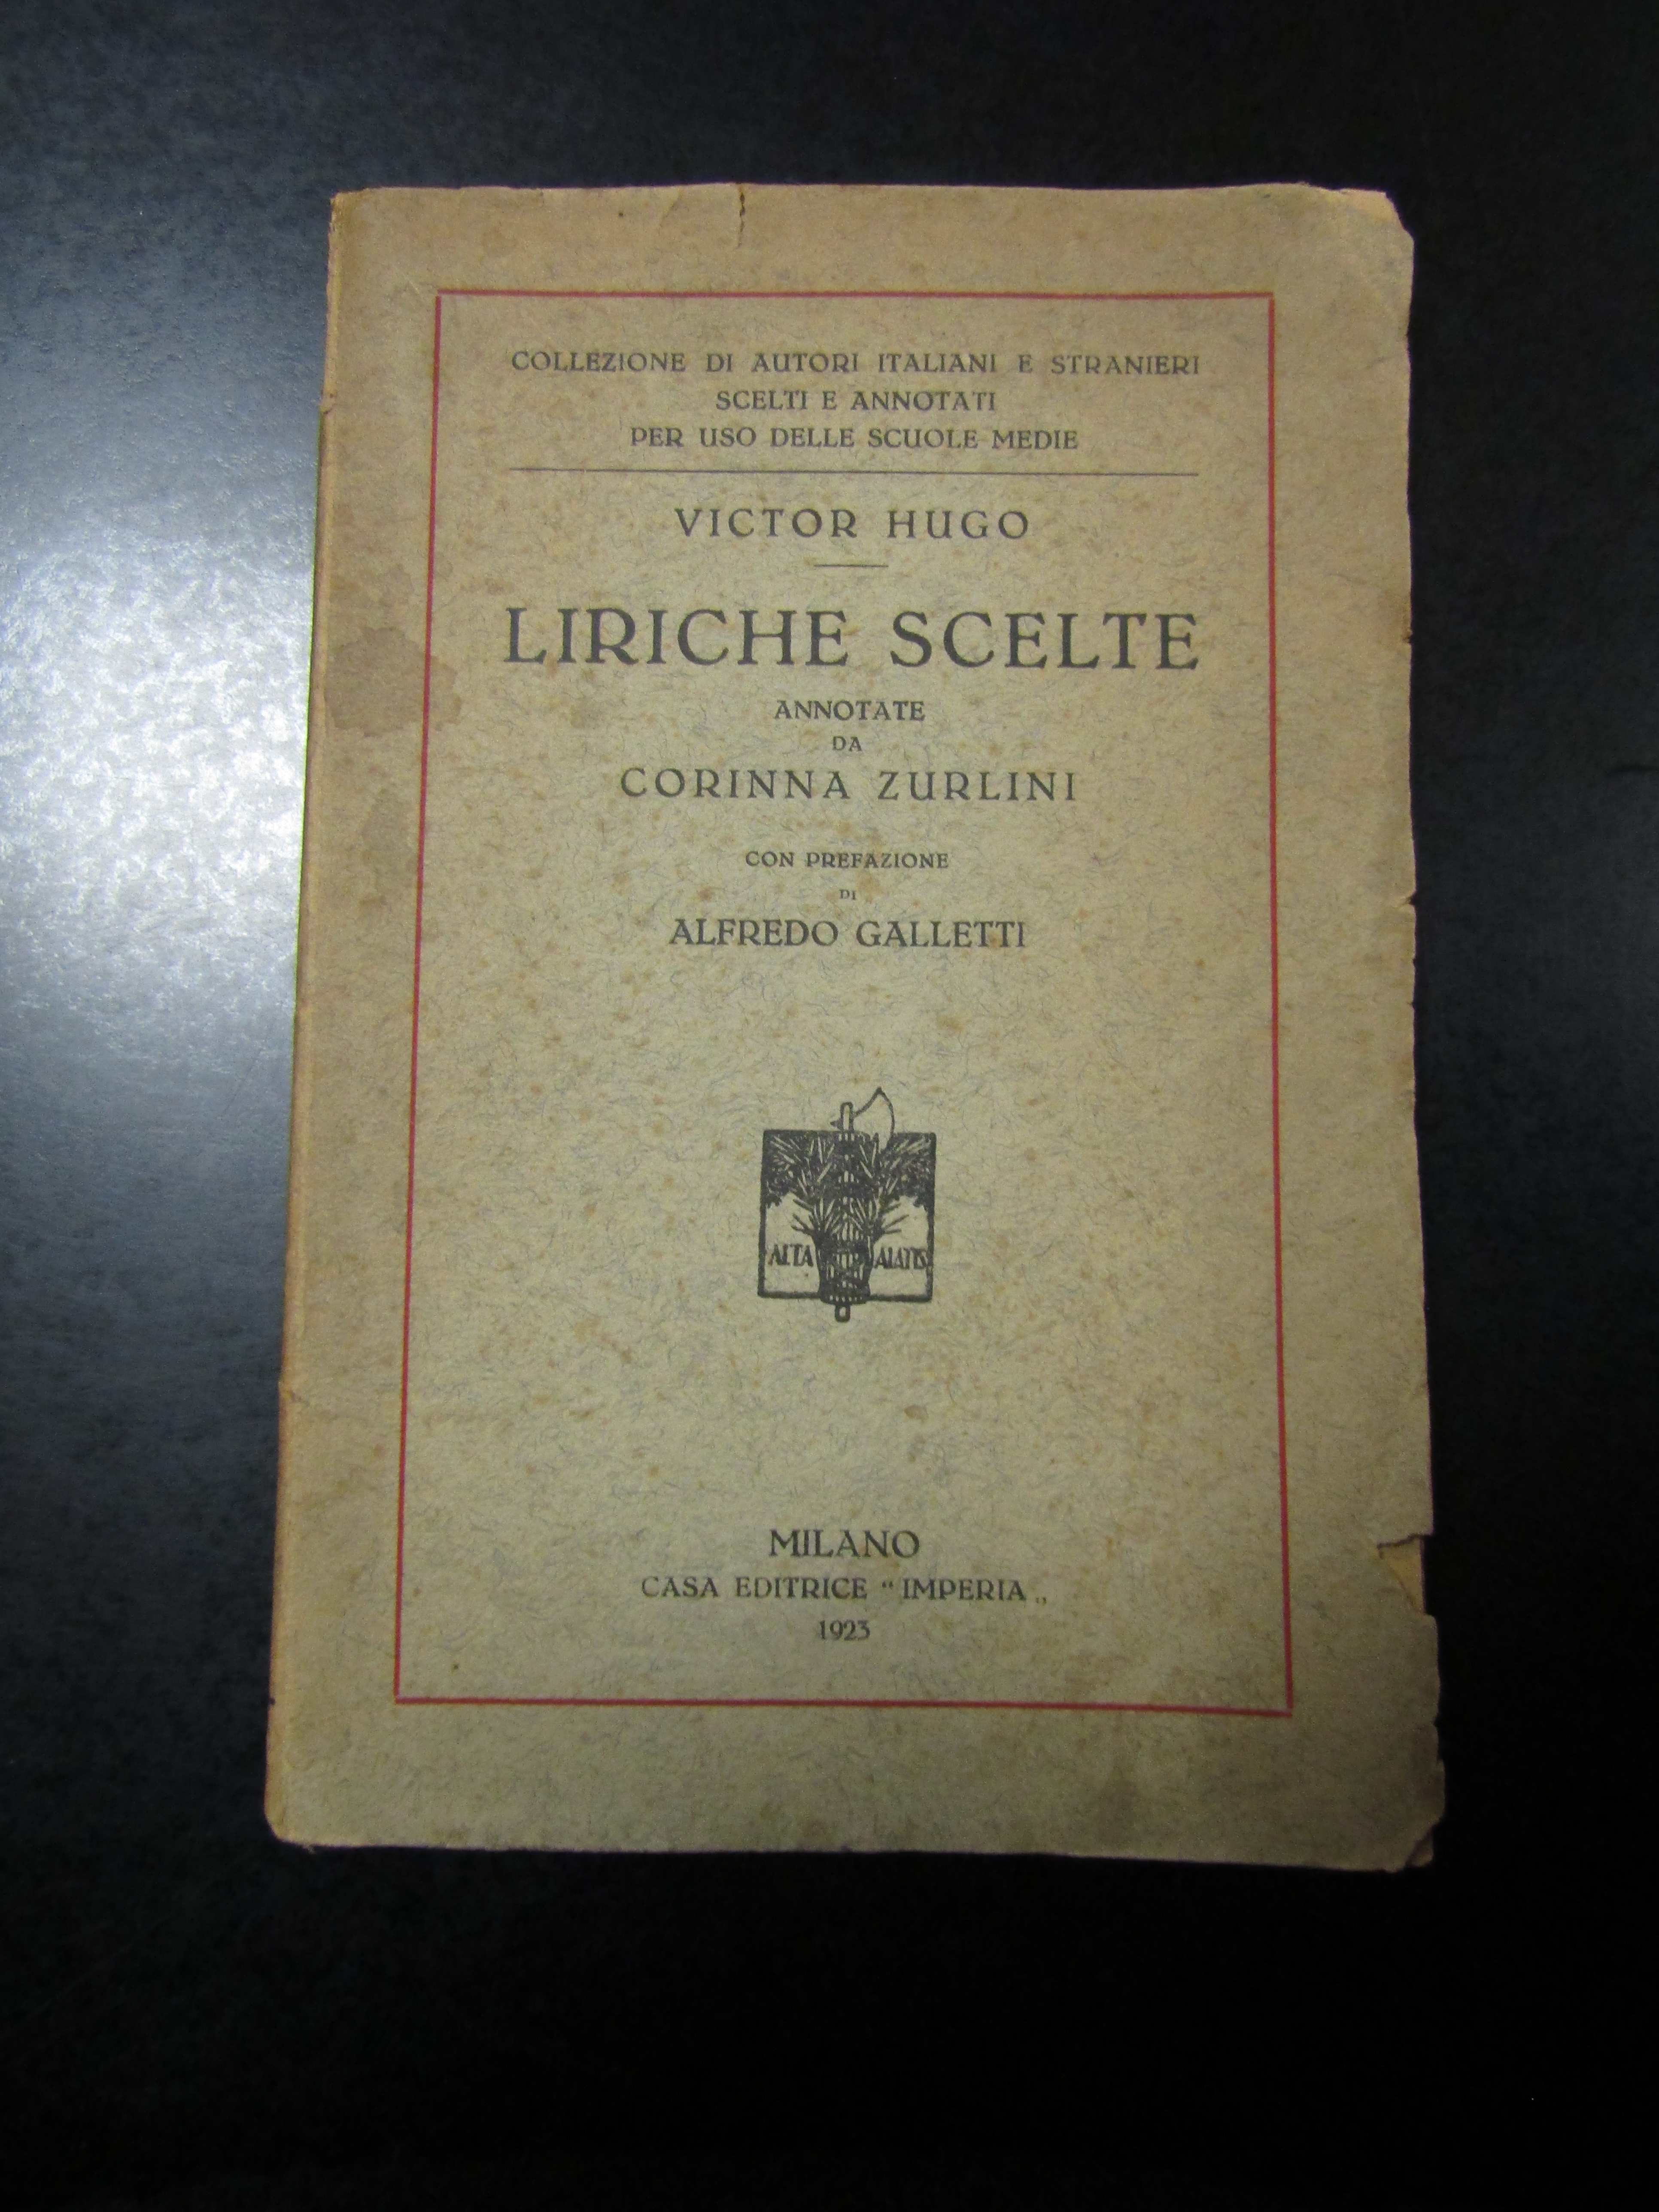 COLLEZIONE DI AUTORI ITALIANI E STRANIERI
SCELTI E ANNOTATI
PER USO DELLE SCUOLE MEDIE
VICTOR HUGO
LIRICHE SCELTE
ANNOTATE
DA
CORINNA ZURLINI
CON PREFAZIONE
DI
ALFREDO GALLETTI
ALTA ALATIS
MILANO
CASA EDITRICE “ IMPERIA „
1923